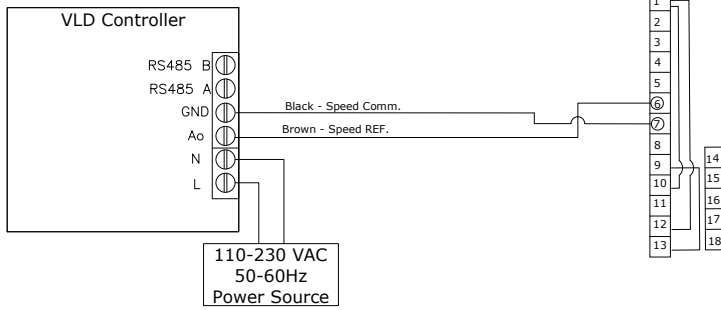 VLD Controller
RS485 B
RS485 A
GND
Ao
N
L
Black - Speed Comm.
Brown - Speed REF.
110-230 VAC
50-60Hz
Power Source
1
2
3
4
5
6
7
8
9
10
11
12
13
14
15
16
17
18